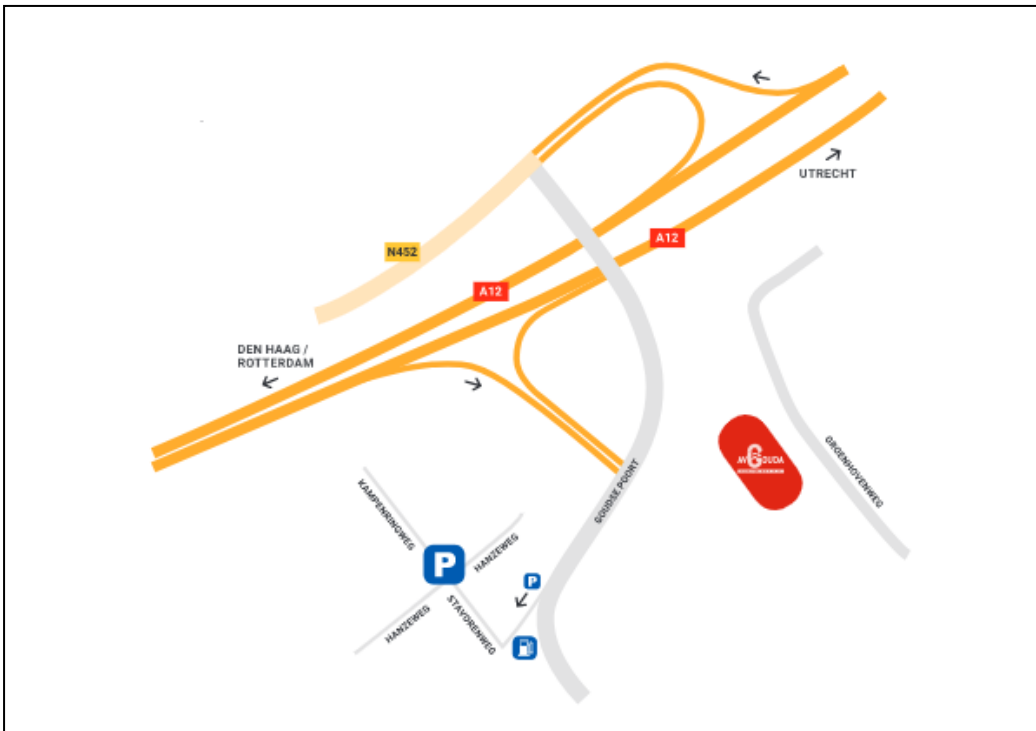 UTRECHT
N452
A12
A12
DEN HAAG /
ROTTERDAM
GROENHOVENWEG
GOUDSE POORT
KAMPENRINGWEG
HANZEWEG
P
P
STAVORENWEG
HANZEWEG